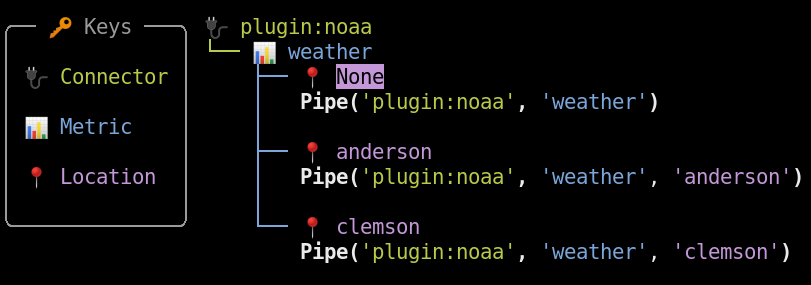 Keys
Connector
Metric
Location
plugin:noaa
weather
None
Pipe('plugin:noaa', 'weather')
anderson
Pipe('plugin:noaa', 'weather', 'anderson')
clemson
Pipe('plugin:noaa', 'weather', 'clemson')